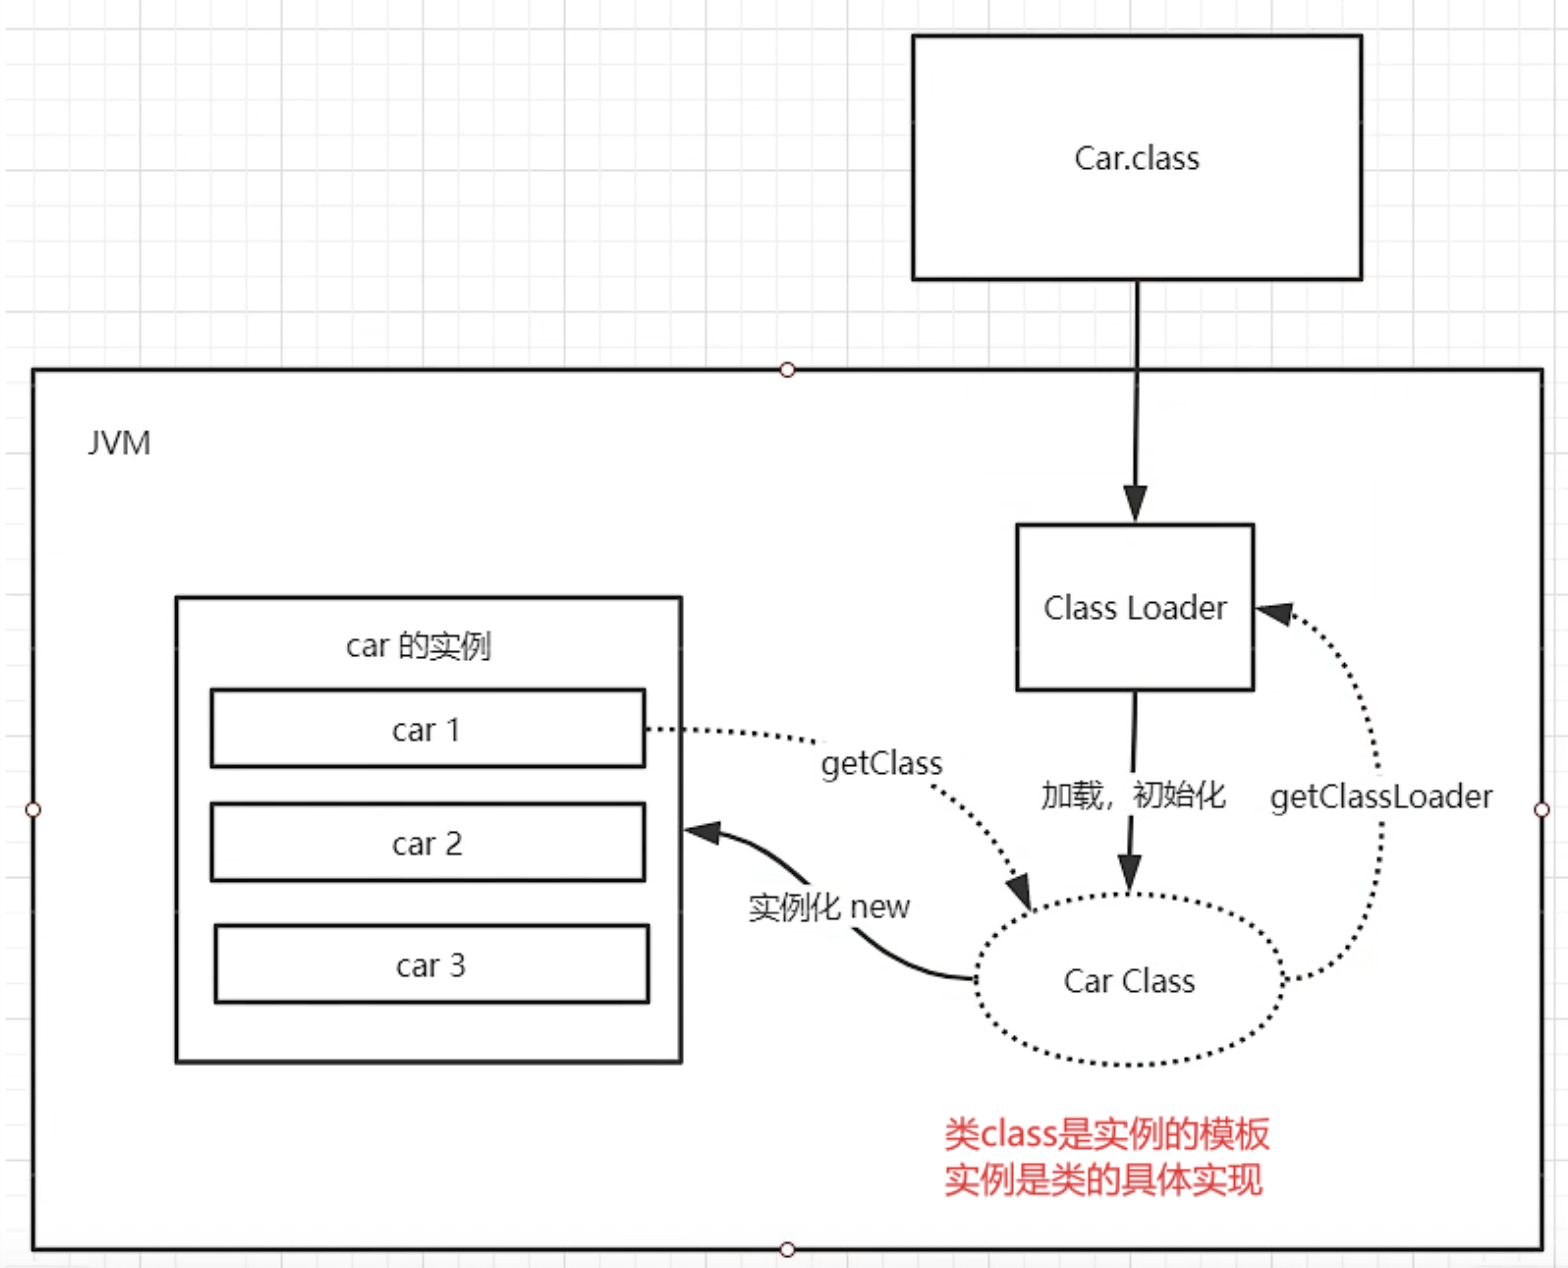 Car.class
JVM
Class Loader
car 的实例
car 1
getClass
加载，初始化
getClassLoader
car 2
实例化 new
car 3
Car Class
类class是实例的模板
实例是类的具体实现